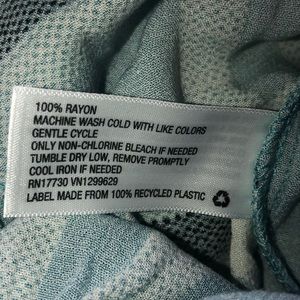 100% RAYON
MACHINE WASH COLD WITH LIKE COLORS
GENTLE CYCLE
ONLY NON-CHLORINE BLEACH IF NEEDED
TUMBLE DRY LOW, REMOVE PROMPTLY
COOL IRON IF NEEDED
RN17730 VN1299629
LABEL MADE FROM 100% RECYCLED PLASTIC